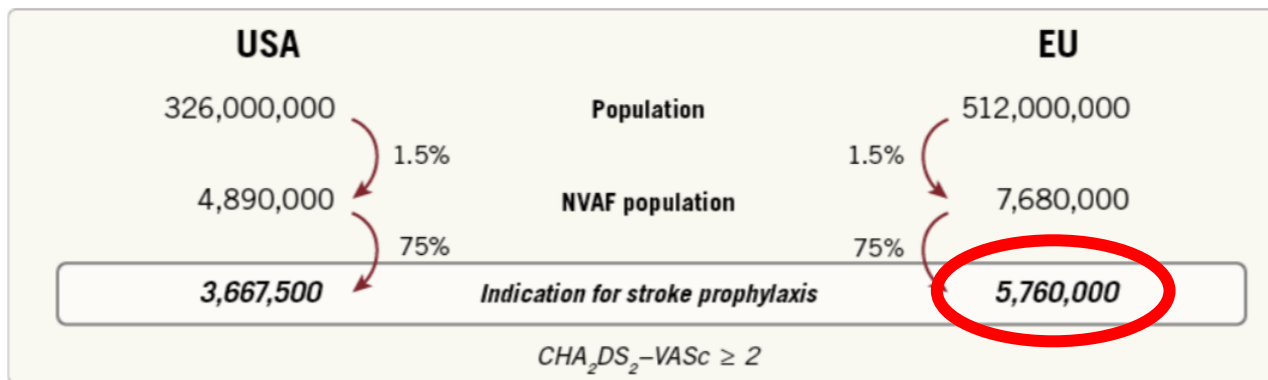 USA EU
326,000,000 Population 512,000,000
1.5% 1.5%
4,890,000 NVAF population 7,680,000
75% 75%
3,667,500 Indication for stroke prophylaxis 5,760,000
CHA₂DS₂–VASc ≥ 2